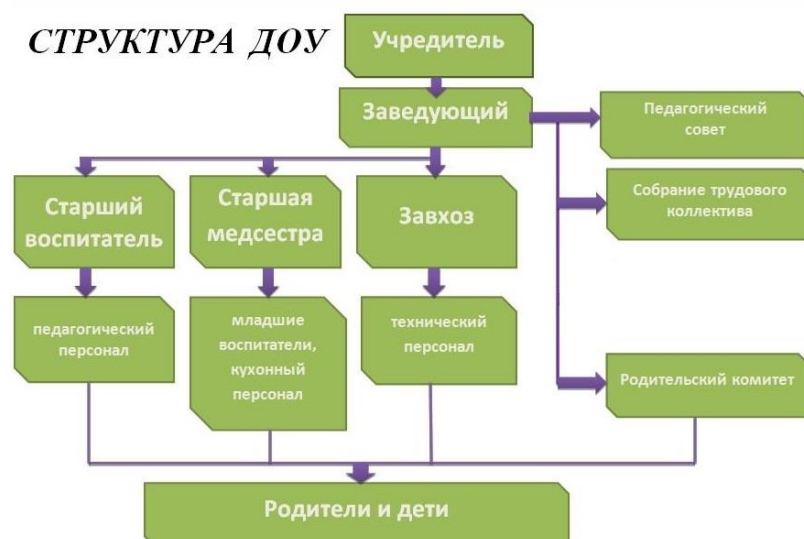 СТРУКТУРА ДОУ
Учредитель
Заведующий
Педагогический
совет
Собрание трудового
коллектива
Родительский комитет
Старший
воспитатель
Старшая
медсестра
Завхоз
педагогический
персонал
младшие
воспитатели,
кухонный
персонал
технический
персонал
Родители и дети